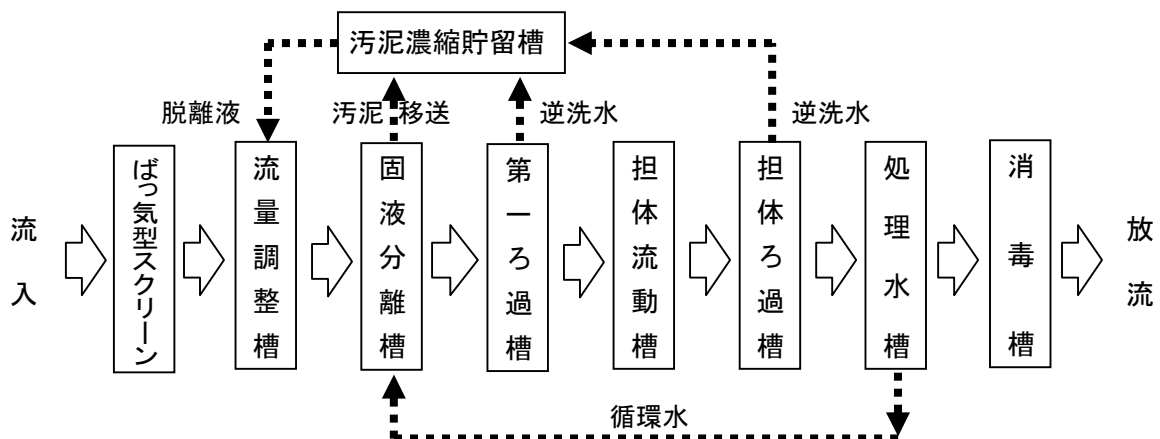 汚泥濃縮貯留槽
脱離液
汚泥 移送
逆洗水
逆洗水
流入
ばっ気型スクリーン
流量調整槽
固液分離槽
第一ろ過槽
担体流動槽
担体ろ過槽
処理水槽
消毒槽
放流
循環水